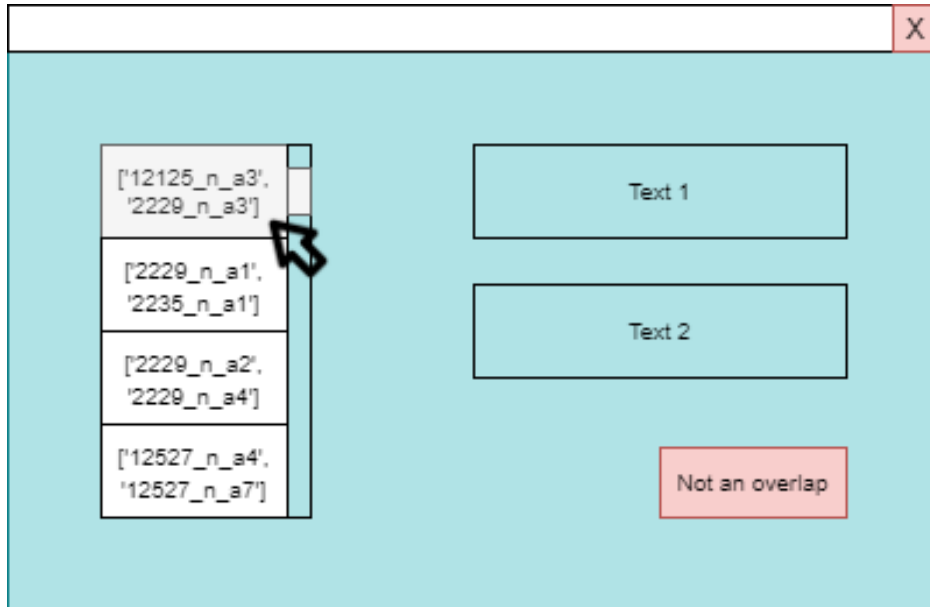 X
['12125_n_a3',
'2229_n_a3']
['2229_n_a1',
'2235_n_a1']
['2229_n_a2',
'2229_n_a4']
['12527_n_a4',
'12527_n_a7']
Text 1
Text 2
Not an overlap